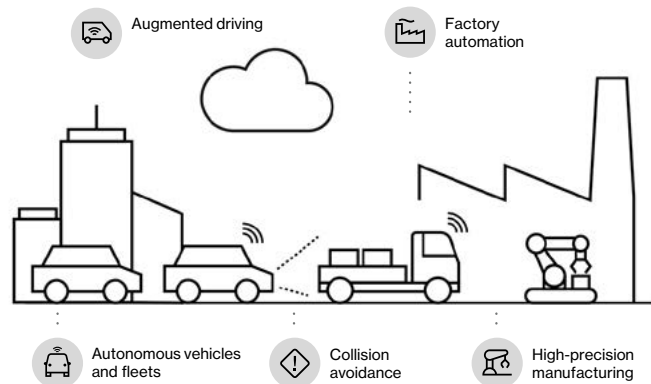 Augmented driving
Factory
automation
Autonomous vehicles
and fleets
Collision
avoidance
High-precision
manufacturing